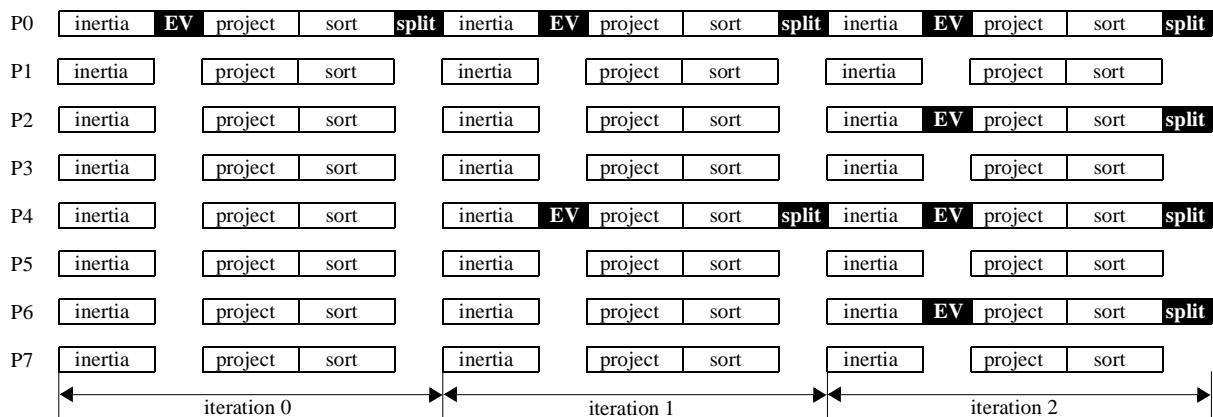 P0 inertia EV project sort split inertia EV project sort split inertia EV project sort split
P1 inertia project sort inertia project sort inertia project sort
P2 inertia project sort inertia project sort inertia EV project sort split
P3 inertia project sort inertia project sort inertia project sort
P4 inertia project sort inertia EV project sort split inertia EV project sort split
P5 inertia project sort inertia project sort inertia project sort
P6 inertia project sort inertia project sort inertia EV project sort split
P7 inertia project sort inertia project sort inertia project sort
iteration 0 iteration 1 iteration 2